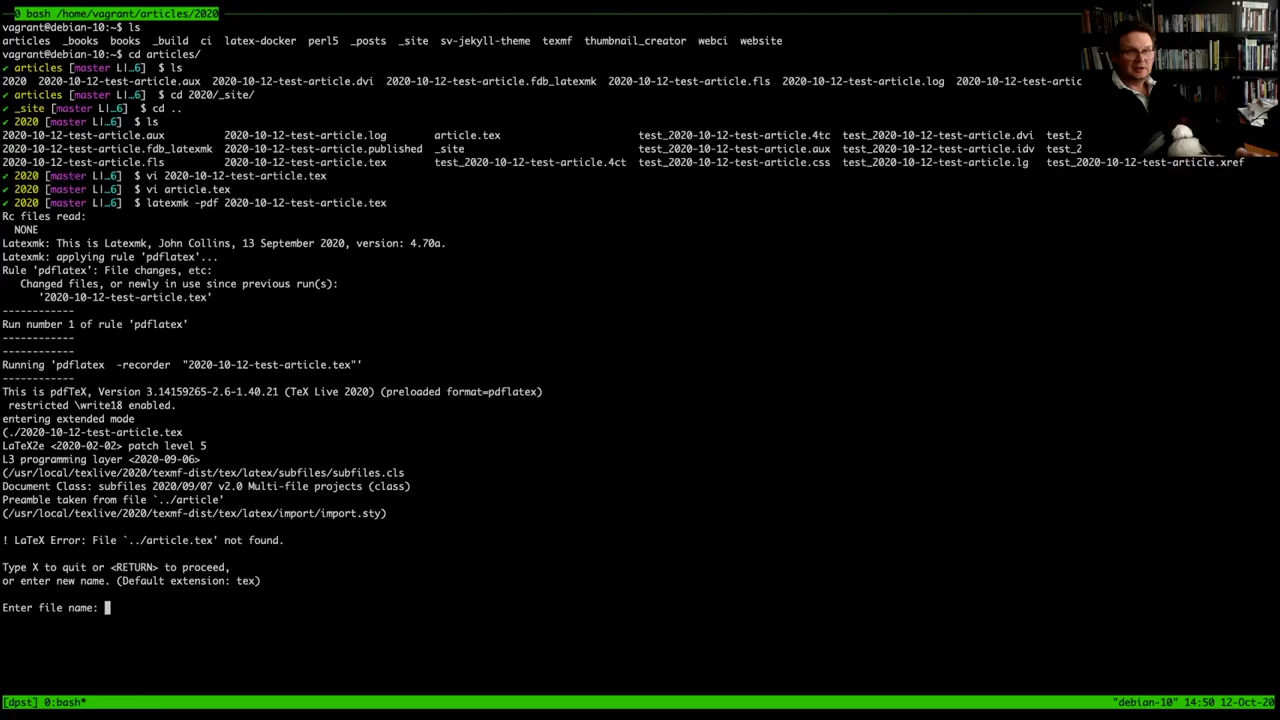 0 bash /home/vagrant/articles/2020
vagrant@debian-10:~$ ls
articles _books books _build ci latex-docker perl5 _posts _site sv-jekyll-theme texmf thumbnail_creator webci website
vagrant@debian-10:~$ cd articles/
✔ articles [master L|…6] $ ls
2020 2020-10-12-test-article.aux 2020-10-12-test-article.dvi 2020-10-12-test-article.fdb_latexmk 2020-10-12-test-article.fls 2020-10-12-test-article.log 2020-10-12-test-artic
✔ articles [master L|…6] $ cd 2020/_site/
✔ _site [master L|…6] $ cd ..
✔ 2020 [master L|…6] $ ls
2020-10-12-test-article.aux 2020-10-12-test-article.log article.tex test_2020-10-12-test-article.4tc test_2020-10-12-test-article.dvi test_2
2020-10-12-test-article.fdb_latexmk 2020-10-12-test-article.published _site test_2020-10-12-test-article.aux test_2020-10-12-test-article.idv test_2
2020-10-12-test-article.fls 2020-10-12-test-article.tex test_2020-10-12-test-article.4ct test_2020-10-12-test-article.css test_2020-10-12-test-article.lg test_2020-10-12-test-article.xref
✔ 2020 [master L|…6] $ vi 2020-10-12-test-article.tex
✔ 2020 [master L|…6] $ vi article.tex
✔ 2020 [master L|…6] $ latexmk -pdf 2020-10-12-test-article.tex
Rc files read:
NONE
Latexmk: This is Latexmk, John Collins, 13 September 2020, version: 4.70a.
Latexmk: applying rule 'pdflatex'...
Rule 'pdflatex': File changes, etc:
Changed files, or newly in use since previous run(s):
'2020-10-12-test-article.tex'
------------
Run number 1 of rule 'pdflatex'
------------
------------
Running 'pdflatex -recorder "2020-10-12-test-article.tex"'
------------
This is pdfTeX, Version 3.14159265-2.6-1.40.21 (TeX Live 2020) (preloaded format=pdflatex)
restricted \write18 enabled.
entering extended mode
(./2020-10-12-test-article.tex
LaTeX2e <2020-02-02> patch level 5
L3 programming layer <2020-09-06>
(/usr/local/texlive/2020/texmf-dist/tex/latex/subfiles/subfiles.cls
Document Class: subfiles 2020/09/07 v2.0 Multi-file projects (class)
Preamble taken from file `../article'
(/usr/local/texlive/2020/texmf-dist/tex/latex/import/import.sty)
! LaTeX Error: File `../article.tex' not found.
Type X to quit or <RETURN> to proceed,
or enter new name. (Default extension: tex)
Enter file name:
[dpst] 0:bash* "debian-10" 14:50 12-Oct-20